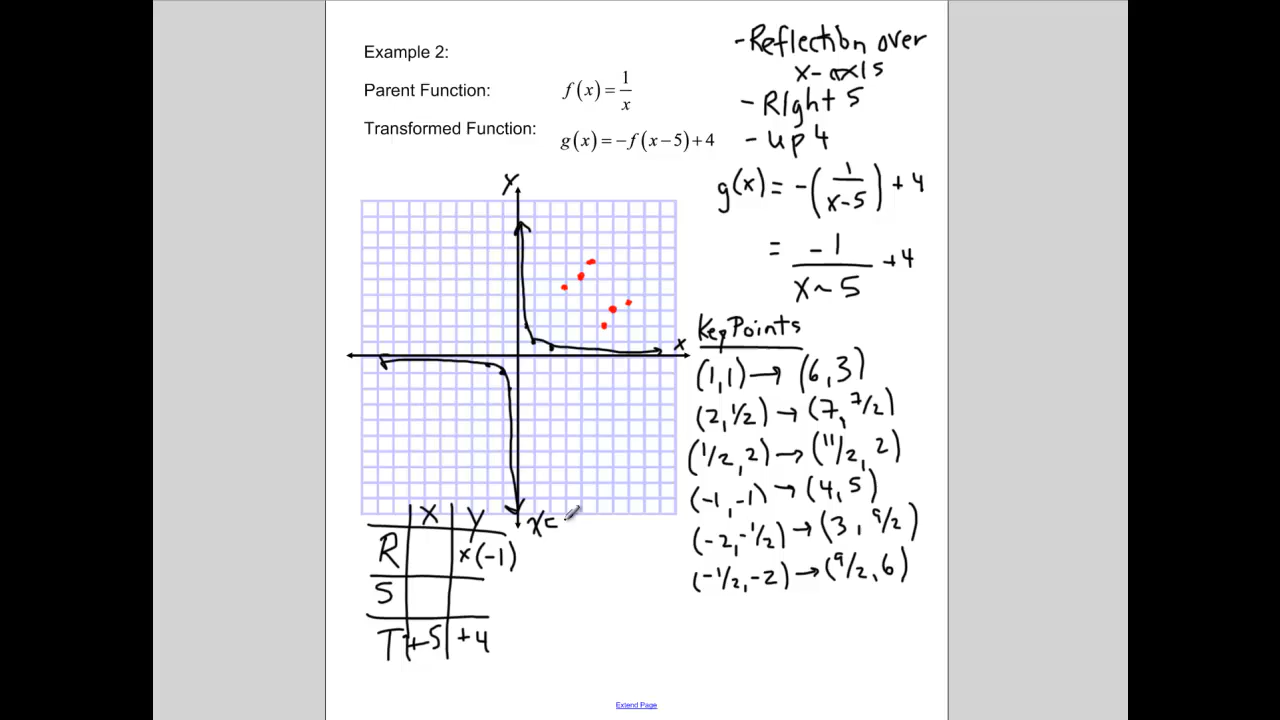 Example 2:
Parent Function: f(x) = 1/x
Transformed Function: g(x) = −f(x−5)+4
-Reflection over
x-axis
- Right 5
- up 4
g(x) = -(1/x-5) + 4
= -1/x-5 +4
Key Points
(1,1) → (6,3)
(2,1/2) → (7,7/2)
(1/2,2) → (11/2,2)
(-1,-1) → (4,5)
(-2,-1/2) → (3,9/2)
(-1/2,-2) → (9/2,6)
y
x
x=
x y
R x(-1)
S
T +5 +4
Extend Page